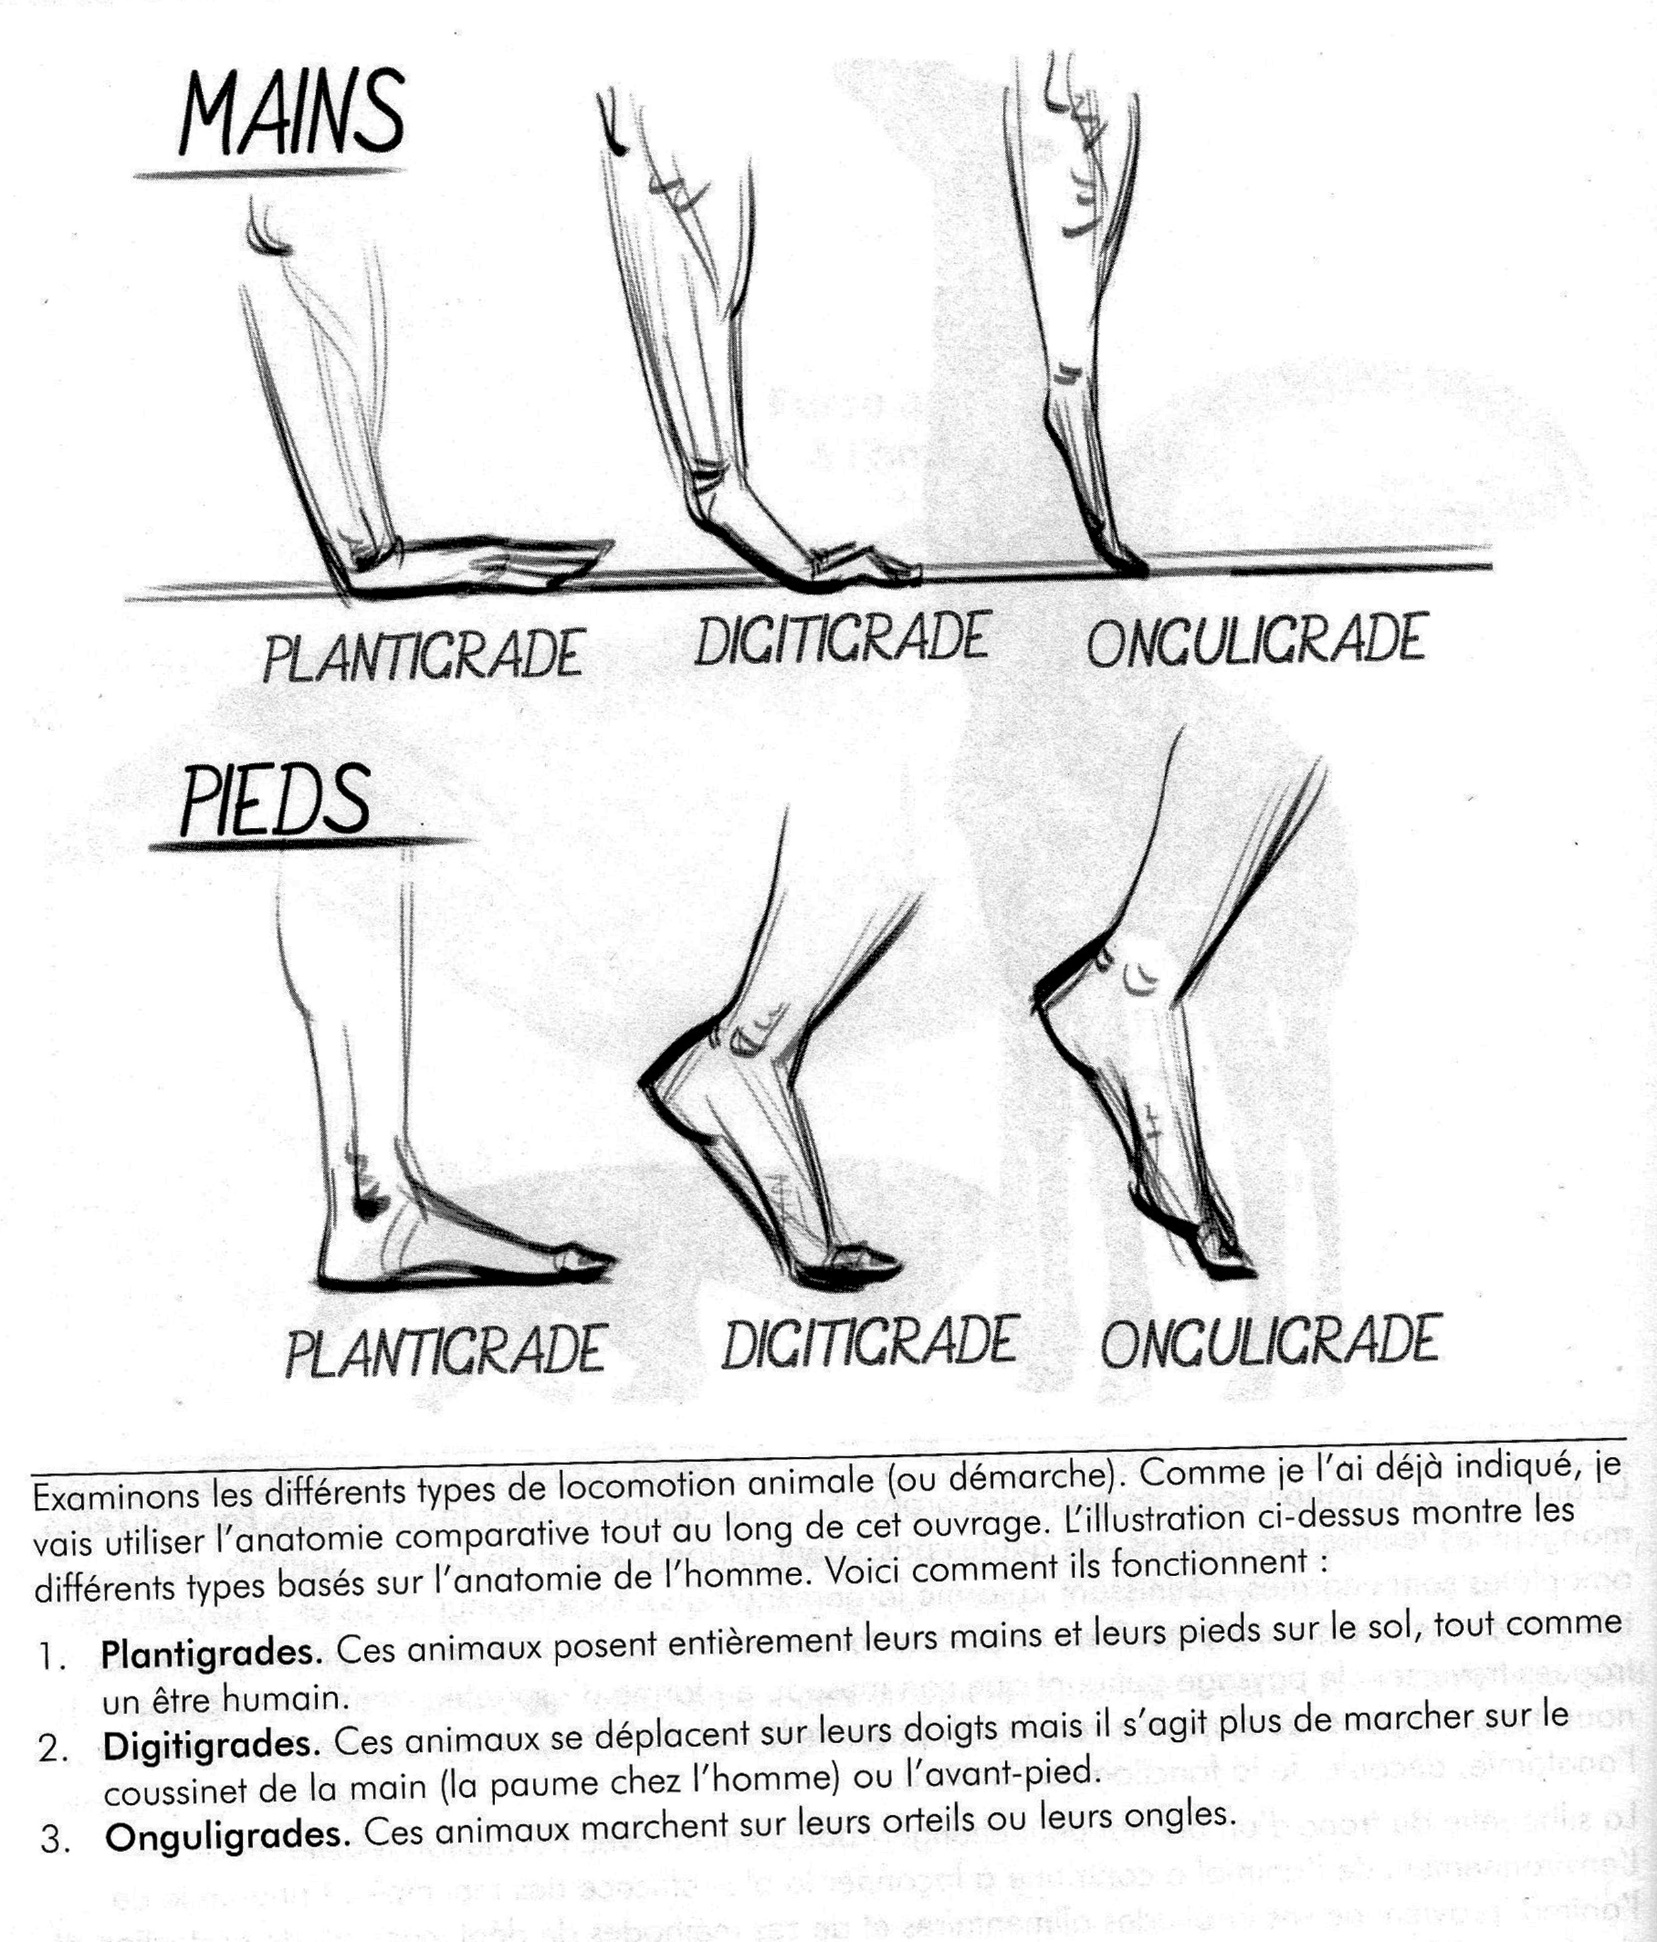 MAINS
PLANTIGRADE
DIGITIGRADE
ONGULIGRADE
PIEDS
PLANTIGRADE
DIGITIGRADE
ONGULIGRADE
Examinons les différents types de locomotion animale (ou démarche). Comme je l'ai déjà indiqué, je
vais utiliser l'anatomie comparative tout au long de cet ouvrage. L'illustration ci-dessus montre les
différents types basés sur l'anatomie de l'homme. Voici comment ils fonctionnent :
1. Plantigrades. Ces animaux posent entièrement leurs mains et leurs pieds sur le sol, tout comme
un être humain.
2. Digitigrades. Ces animaux se déplacent sur leurs doigts mais il s'agit plus de marcher sur le
coussinet de la main (la paume chez l'homme) ou l'avant-pied.
3. Onguligrades. Ces animaux marchent sur leurs orteils ou leurs ongles.